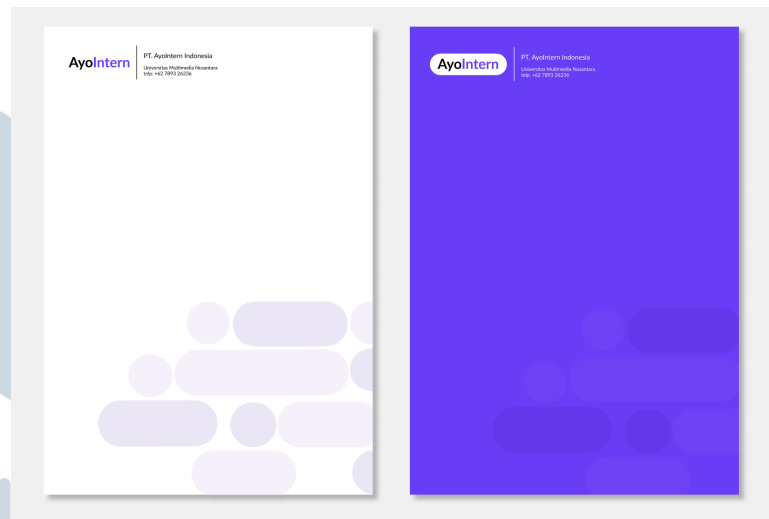 AyoIntern
PT. AyoIntern Indonesia
Universitas Multimedia Nusantara
telp: +62 7893 26236
AyoIntern
PT. AyoIntern Indonesia
Universitas Multimedia Nusantara
telp: +62 7893 26236